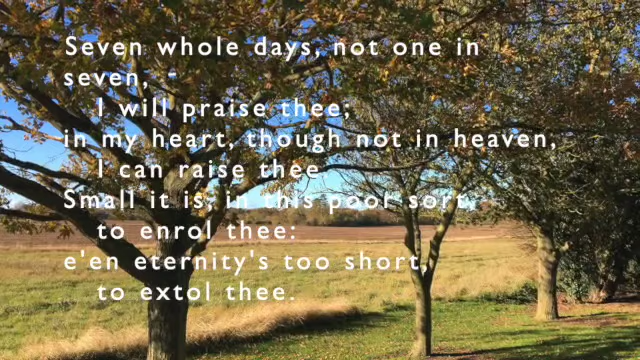 Seven whole days, not one in
seven,
I will praise thee;
in my heart, though not in heaven,
I can raise thee
Small it is, in this poor sort,
to enrol thee:
e'en eternity's too short,
to extol thee.